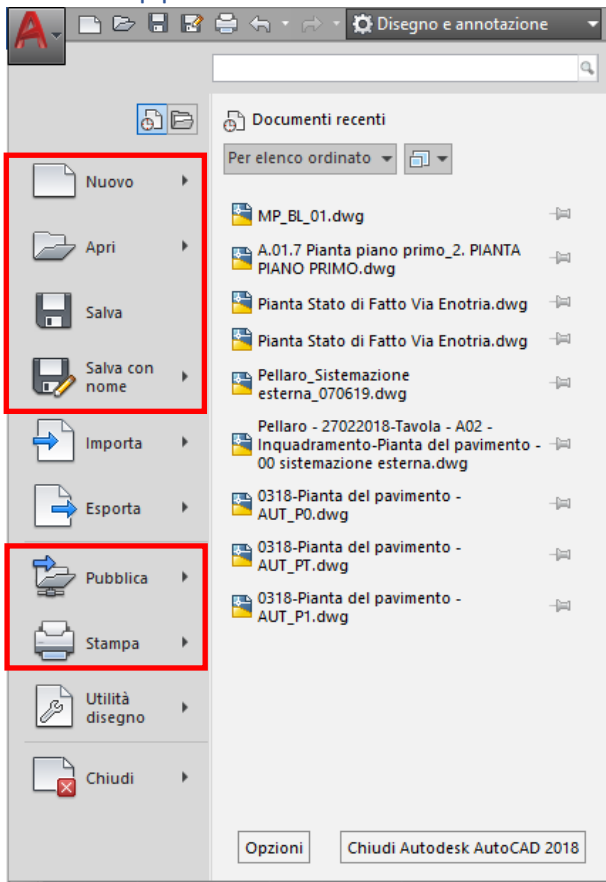 A
Disegno e annotazione
Documenti recenti
Per elenco ordinato
Nuovo
Apri
Salva
Salva con
nome
Importa
Esporta
Pubblica
Stampa
Utilità
disegno
Chiudi
MP_BL_01.dwg
A.01.7 Pianta piano primo_2. PIANTA
PIANO PRIMO.dwg
Pianta Stato di Fatto Via Enotria.dwg
Pianta Stato di Fatto Via Enotria.dwg
Pellaro_Sistemazione
esterna_070619.dwg
Pellaro - 27022018-Tavola - A02 -
Inquadramento-Pianta del pavimento -
00 sistemazione esterna.dwg
0318-Pianta del pavimento -
AUT_P0.dwg
0318-Pianta del pavimento -
AUT_PT.dwg
0318-Pianta del pavimento -
AUT_P1.dwg
Opzioni
Chiudi Autodesk AutoCAD 2018